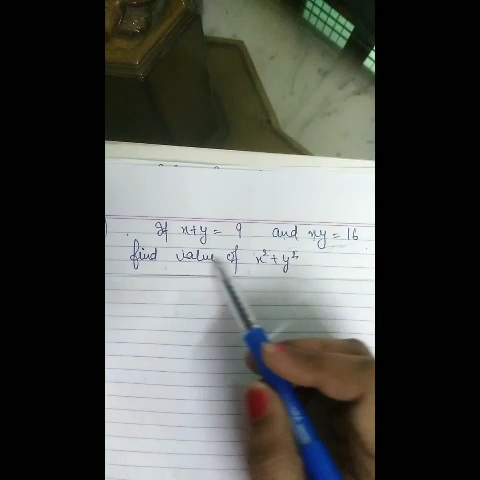 If x+y = 9 and xy = 16
find value of x² + y²